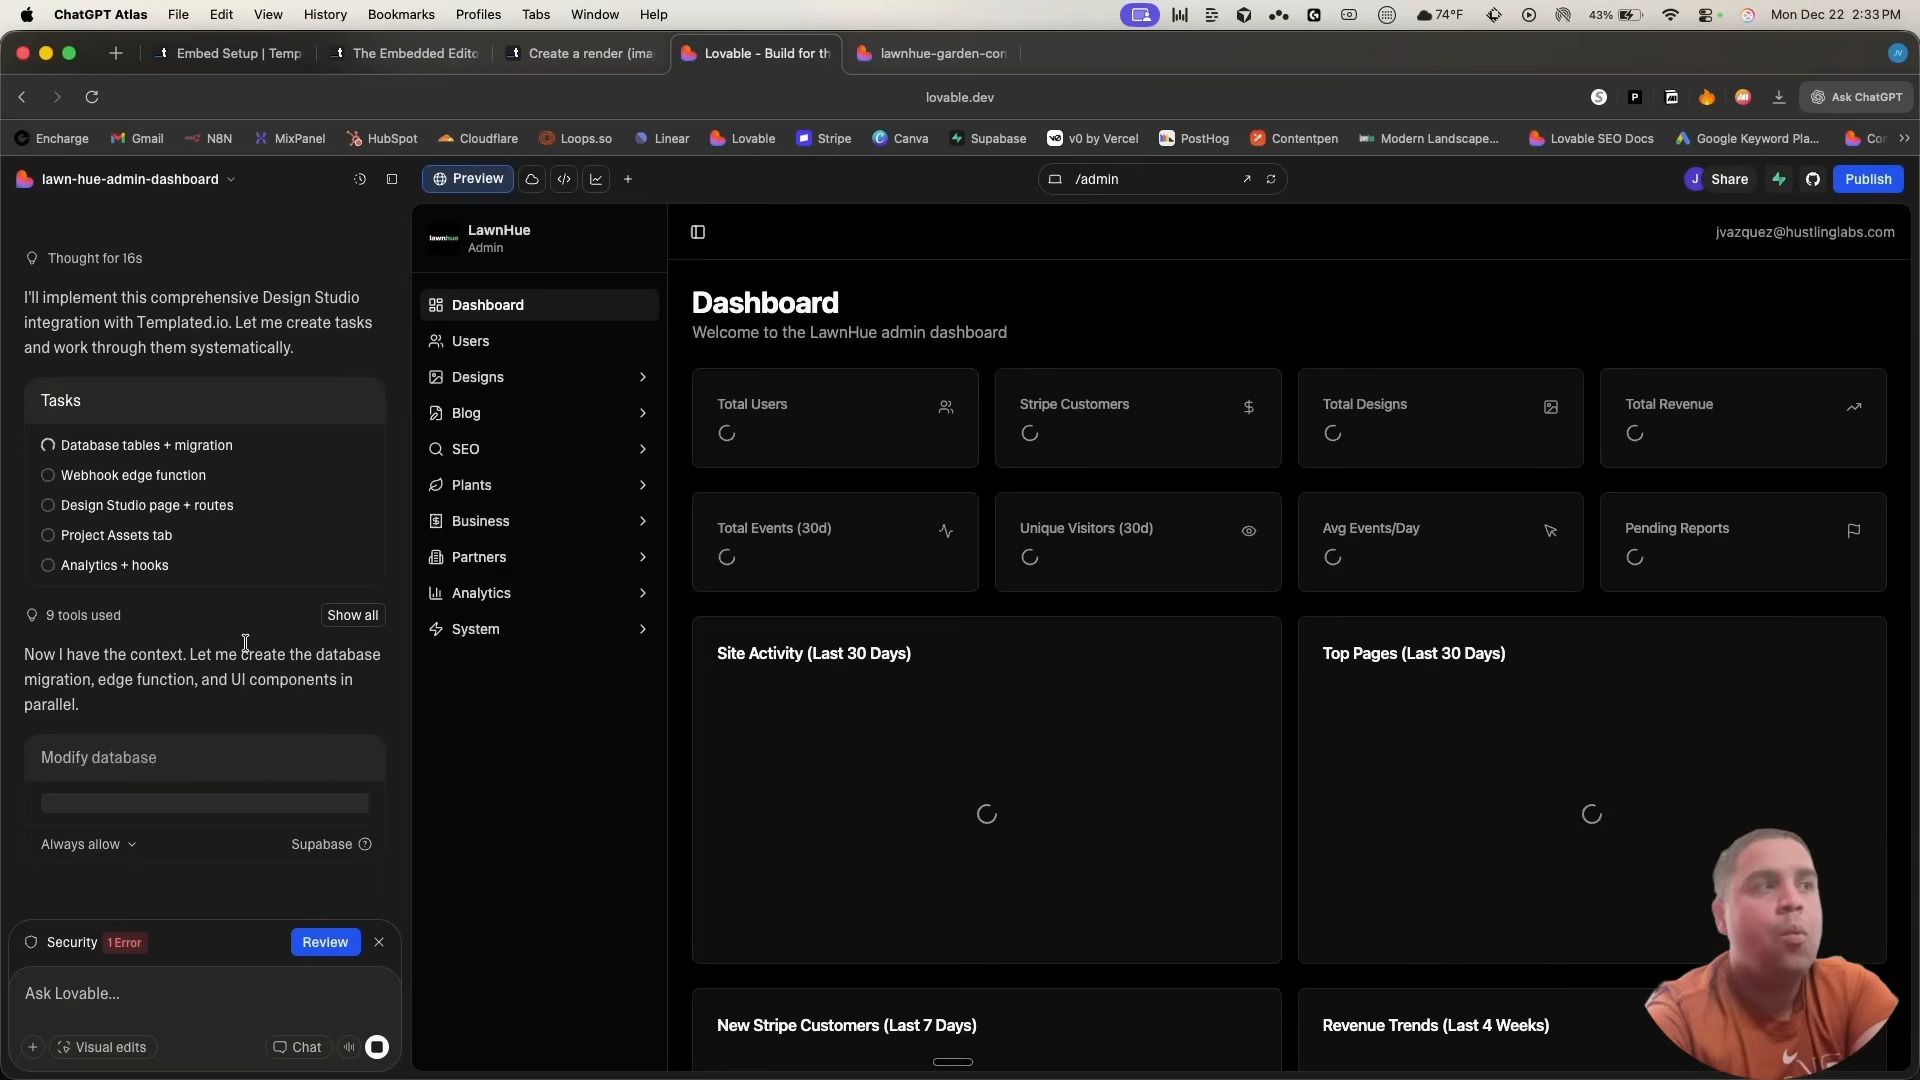 ChatGPT Atlas File Edit View History Bookmarks Profiles Tabs Window Help 74°F 43% Mon Dec 22 2:33 PM
Embed Setup | Temp
The Embedded Edito
Create a render (ima
Lovable - Build for th
lawnhue-garden-con
JV
lovable.dev
Ask ChatGPT
Encharge Gmail N8N MixPanel HubSpot Cloudflare Loops.so Linear Lovable Stripe Canva Supabase v0 by Vercel PostHog Contentpen Modern Landscape... Lovable SEO Docs Google Keyword Pla... Cor
lawn-hue-admin-dashboard
Preview
/admin
J Share
Publish
Thought for 16s
I'll implement this comprehensive Design Studio
integration with Templated.io. Let me create tasks
and work through them systematically.
Tasks
Database tables + migration
Webhook edge function
Design Studio page + routes
Project Assets tab
Analytics + hooks
9 tools used
Show all
Now I have the context. Let me create the database
migration, edge function, and UI components in
parallel.
Modify database
Always allow
Supabase
Security 1 Error
Review
Ask Lovable...
Visual edits
Chat
lawnhue
LawnHue
Admin
Dashboard
Users
Designs
Blog
SEO
Plants
Business
Partners
Analytics
System
jvazquez@hustlinglabs.com
Dashboard
Welcome to the LawnHue admin dashboard
Total Users
Stripe Customers
Total Designs
Total Revenue
Total Events (30d)
Unique Visitors (30d)
Avg Events/Day
Pending Reports
Site Activity (Last 30 Days)
Top Pages (Last 30 Days)
New Stripe Customers (Last 7 Days)
Revenue Trends (Last 4 Weeks)